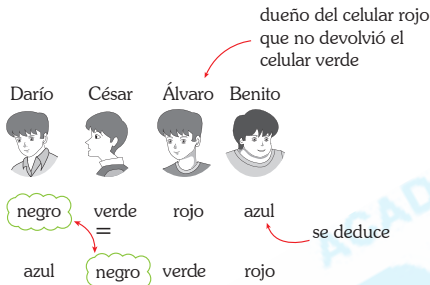 dueño del celular rojo
que no devolvió el
celular verde
Darío César Álvaro Benito
negro verde rojo azul
=
se deduce
azul negro verde rojo
ACAD